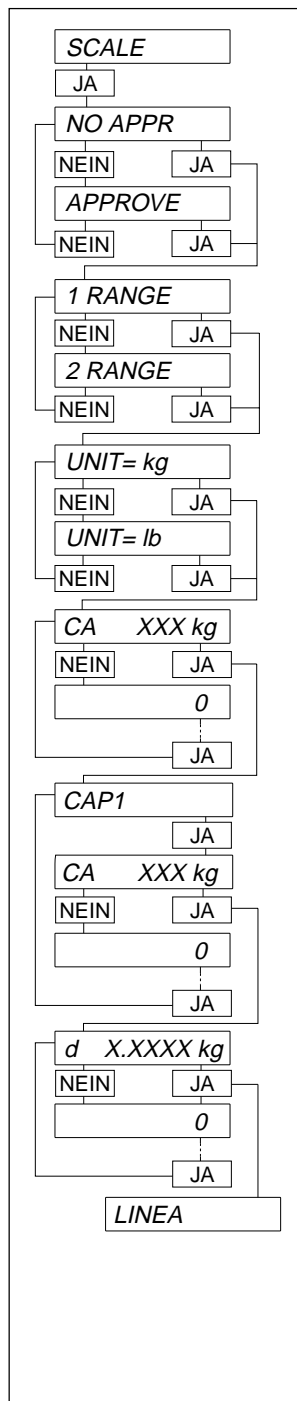 SCALE
JA
NO APPR
NEIN JA
APPROVE
NEIN JA
1 RANGE
NEIN JA
2 RANGE
NEIN JA
UNIT= kg
NEIN JA
UNIT= lb
NEIN JA
CA XXX kg
NEIN JA
0
JA
CAP1
JA
CA XXX kg
NEIN JA
0
JA
d X.XXXX kg
NEIN JA
0
JA
LINEA